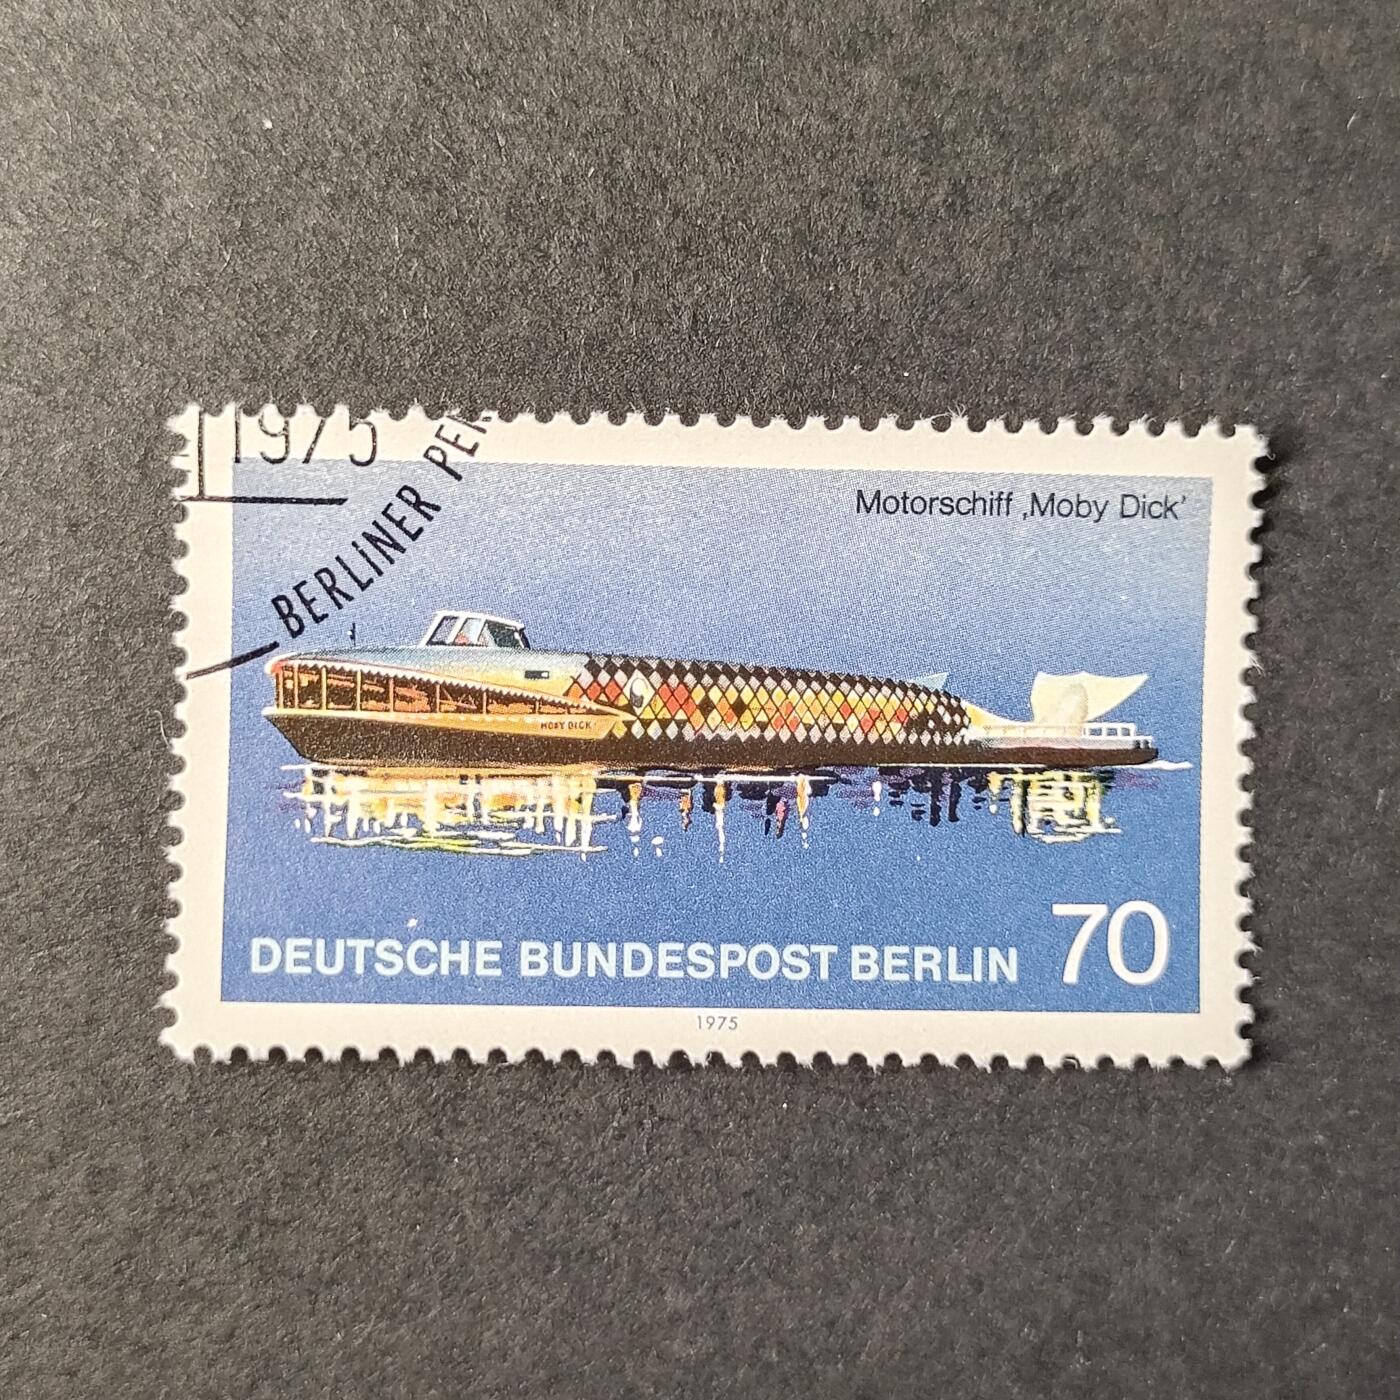 1975
BERLINER
Motorschiff ‚Moby Dick’
MOBY DICK
DEUTSCHE BUNDESPOST BERLIN
70
1975